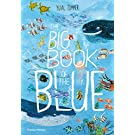 YUVAL ZOMMER
THE
BIG
BOOK
OF THE
BLUE